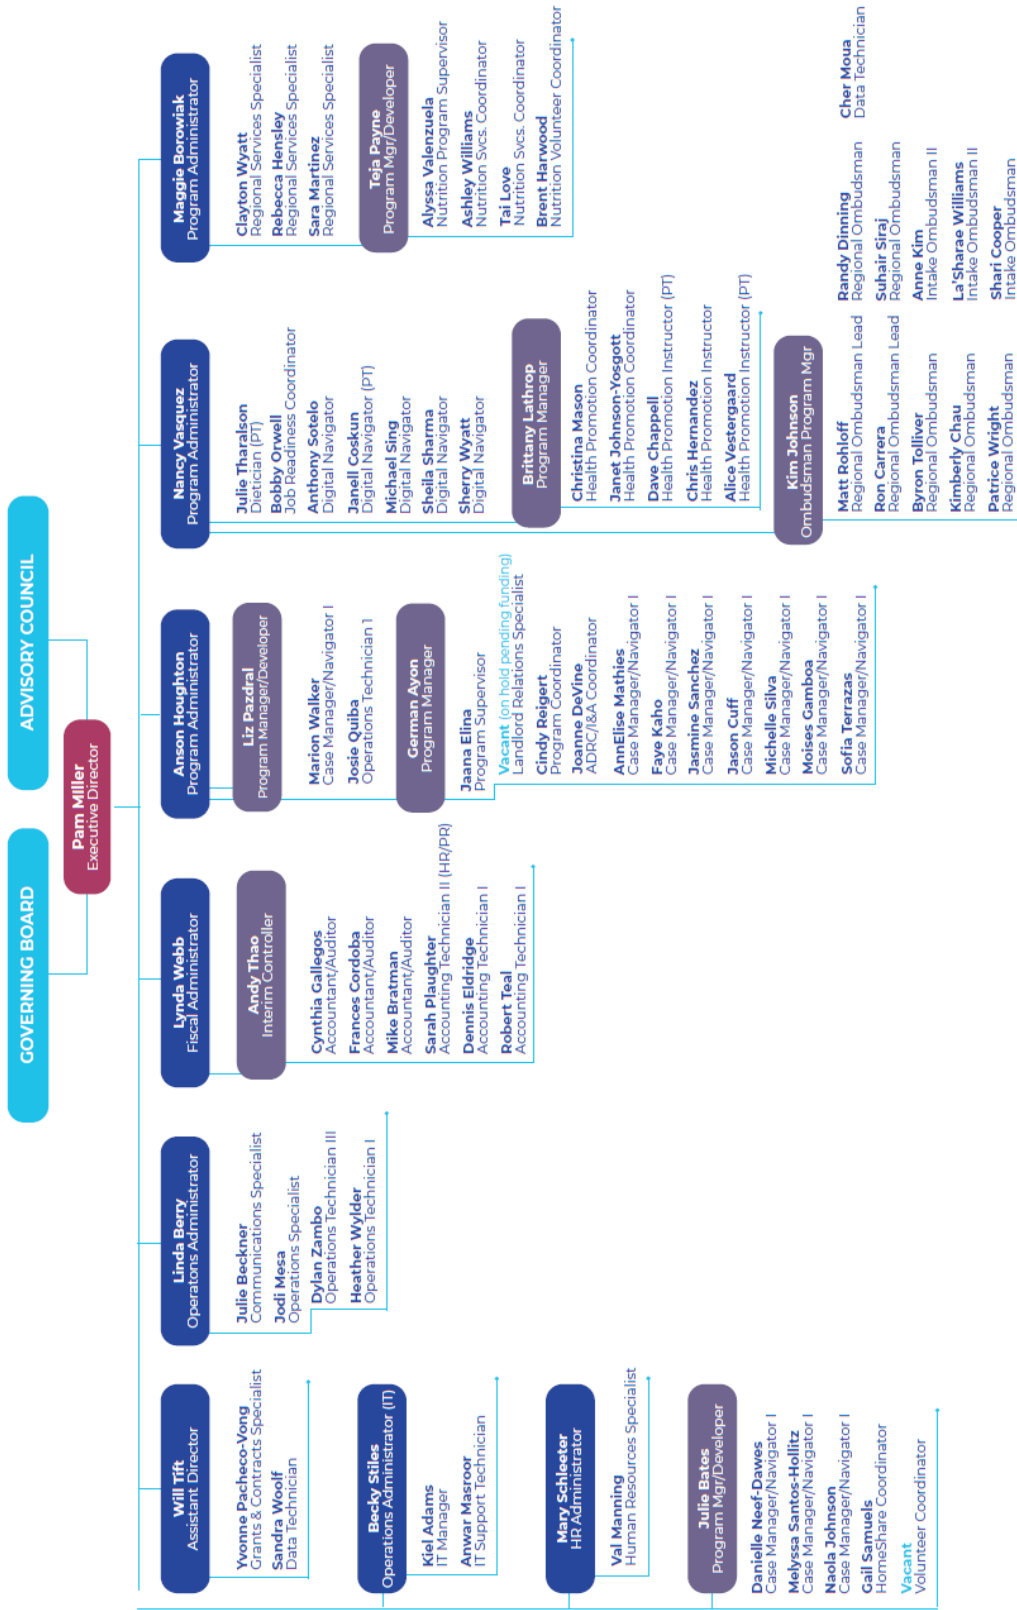 GOVERNING BOARD
ADVISORY COUNCIL
Pam Miller
Executive Director
Will Tift
Assistant Director
Yvonne Pacheco-Vong
Grants & Contracts Specialist
Sandra Woolf
Data Technician
Becky Stiles
Operations Administrator (IT)
Kiel Adams
IT Manager
Anwar Masroor
IT Support Technician
Mary Schleeter
HR Administrator
Val Manning
Human Resources Specialist
Julie Bates
Program Mgr/Developer
Danielle Neef-Dawes
Case Manager/Navigator I
Melyssa Santos-Hollitz
Case Manager/Navigator I
Naola Johnson
Case Manager/Navigator I
Gail Samuels
HomeShare Coordinator
Vacant
Volunteer Coordinator
Linda Berry
Operatons Administrator
Julie Beckner
Communications Specialist
Jodi Mesa
Operations Specialist
Dylan Zambo
Operations Technician III
Heather Wylder
Operations Technician I
Lynda Webb
Fiscal Administrator
Andy Thao
Interim Controller
Cynthia Gallegos
Accountant/Auditor
Frances Cordoba
Accountant/Auditor
Mike Bratman
Accountant/Auditor
Sarah Plaughter
Accounting Technician II (HR/PR)
Dennis Eldridge
Accounting Technician I
Robert Teal
Accounting Technician I
Anson Houghton
Program Administrator
Liz Pazdral
Program Manager/Developer
Marion Walker
Case Manager/Navigator I
Josie Quiba
Operations Technician 1
German Ayon
Program Manager
Jaana Elina
Program Supervisor
Vacant (on hold pending funding)
Landlord Relations Specialist
Cindy Reigert
Program Coordinator
Joanne DeVine
ADRC/I&A Coordinator
AnnElise Mathies
Case Manager/Navigator I
Faye Kaho
Case Manager/Navigator I
Jasmine Sanchez
Case Manager/Navigator I
Jason Cuff
Case Manager/Navigator I
Michelle Silva
Case Manager/Navigator I
Moises Gamboa
Case Manager/Navigator I
Sofia Terrazas
Case Manager/Navigator I
Nancy Vasquez
Program Administrator
Julie Tharalson
Dietician (PT)
Bobby Orwell
Job Readiness Coordinator
Anthony Sotelo
Digital Navigator
Janell Coskun
Digital Navigator (PT)
Michael Sing
Digital Navigator
Sheila Sharma
Digital Navigator
Sherry Wyatt
Digital Navigator
Brittany Lathrop
Program Manager
Christina Mason
Health Promotion Coordinator
Janet Johnson-Yosgott
Health Promotion Coordinator
Dave Chappell
Health Promotion Instructor (PT)
Chris Hernandez
Health Promotion Instructor
Alice Vestergaard
Health Promotion Instructor (PT)
Kim Johnson
Ombudsman Program Mgr
Matt Rohloff
Regional Ombudsman Lead
Ron Carrera
Regional Ombudsman Lead
Byron Tolliver
Regional Ombudsman
Kimberly Chau
Regional Ombudsman
Patrice Wright
Regional Ombudsman
Randy Dinning
Regional Ombudsman
Suhair Siraj
Regional Ombudsman
Anne Kim
Intake Ombudsman II
La'Sharae Williams
Intake Ombudsman II
Shari Cooper
Intake Ombudsman
Cher Moua
Data Technician
Maggie Borowiak
Program Administrator
Clayton Wyatt
Regional Services Specialist
Rebecca Hensley
Regional Services Specialist
Sara Martinez
Regional Services Specialist
Teja Payne
Program Mgr/Developer
Alyssa Valenzuela
Nutrition Program Supervisor
Ashley Williams
Nutrition Svcs. Coordinator
Tai Love
Nutrition Svcs. Coordinator
Brent Harwood
Nutrition Volunteer Coordinator